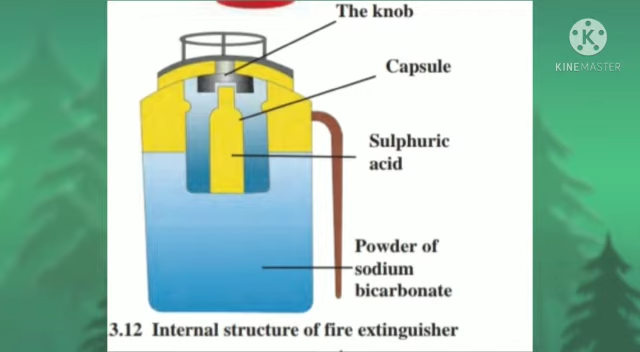 The knob
KINEMASTER
Capsule
Sulphuric
acid
Powder of
sodium
bicarbonate
3.12 Internal structure of fire extinguisher